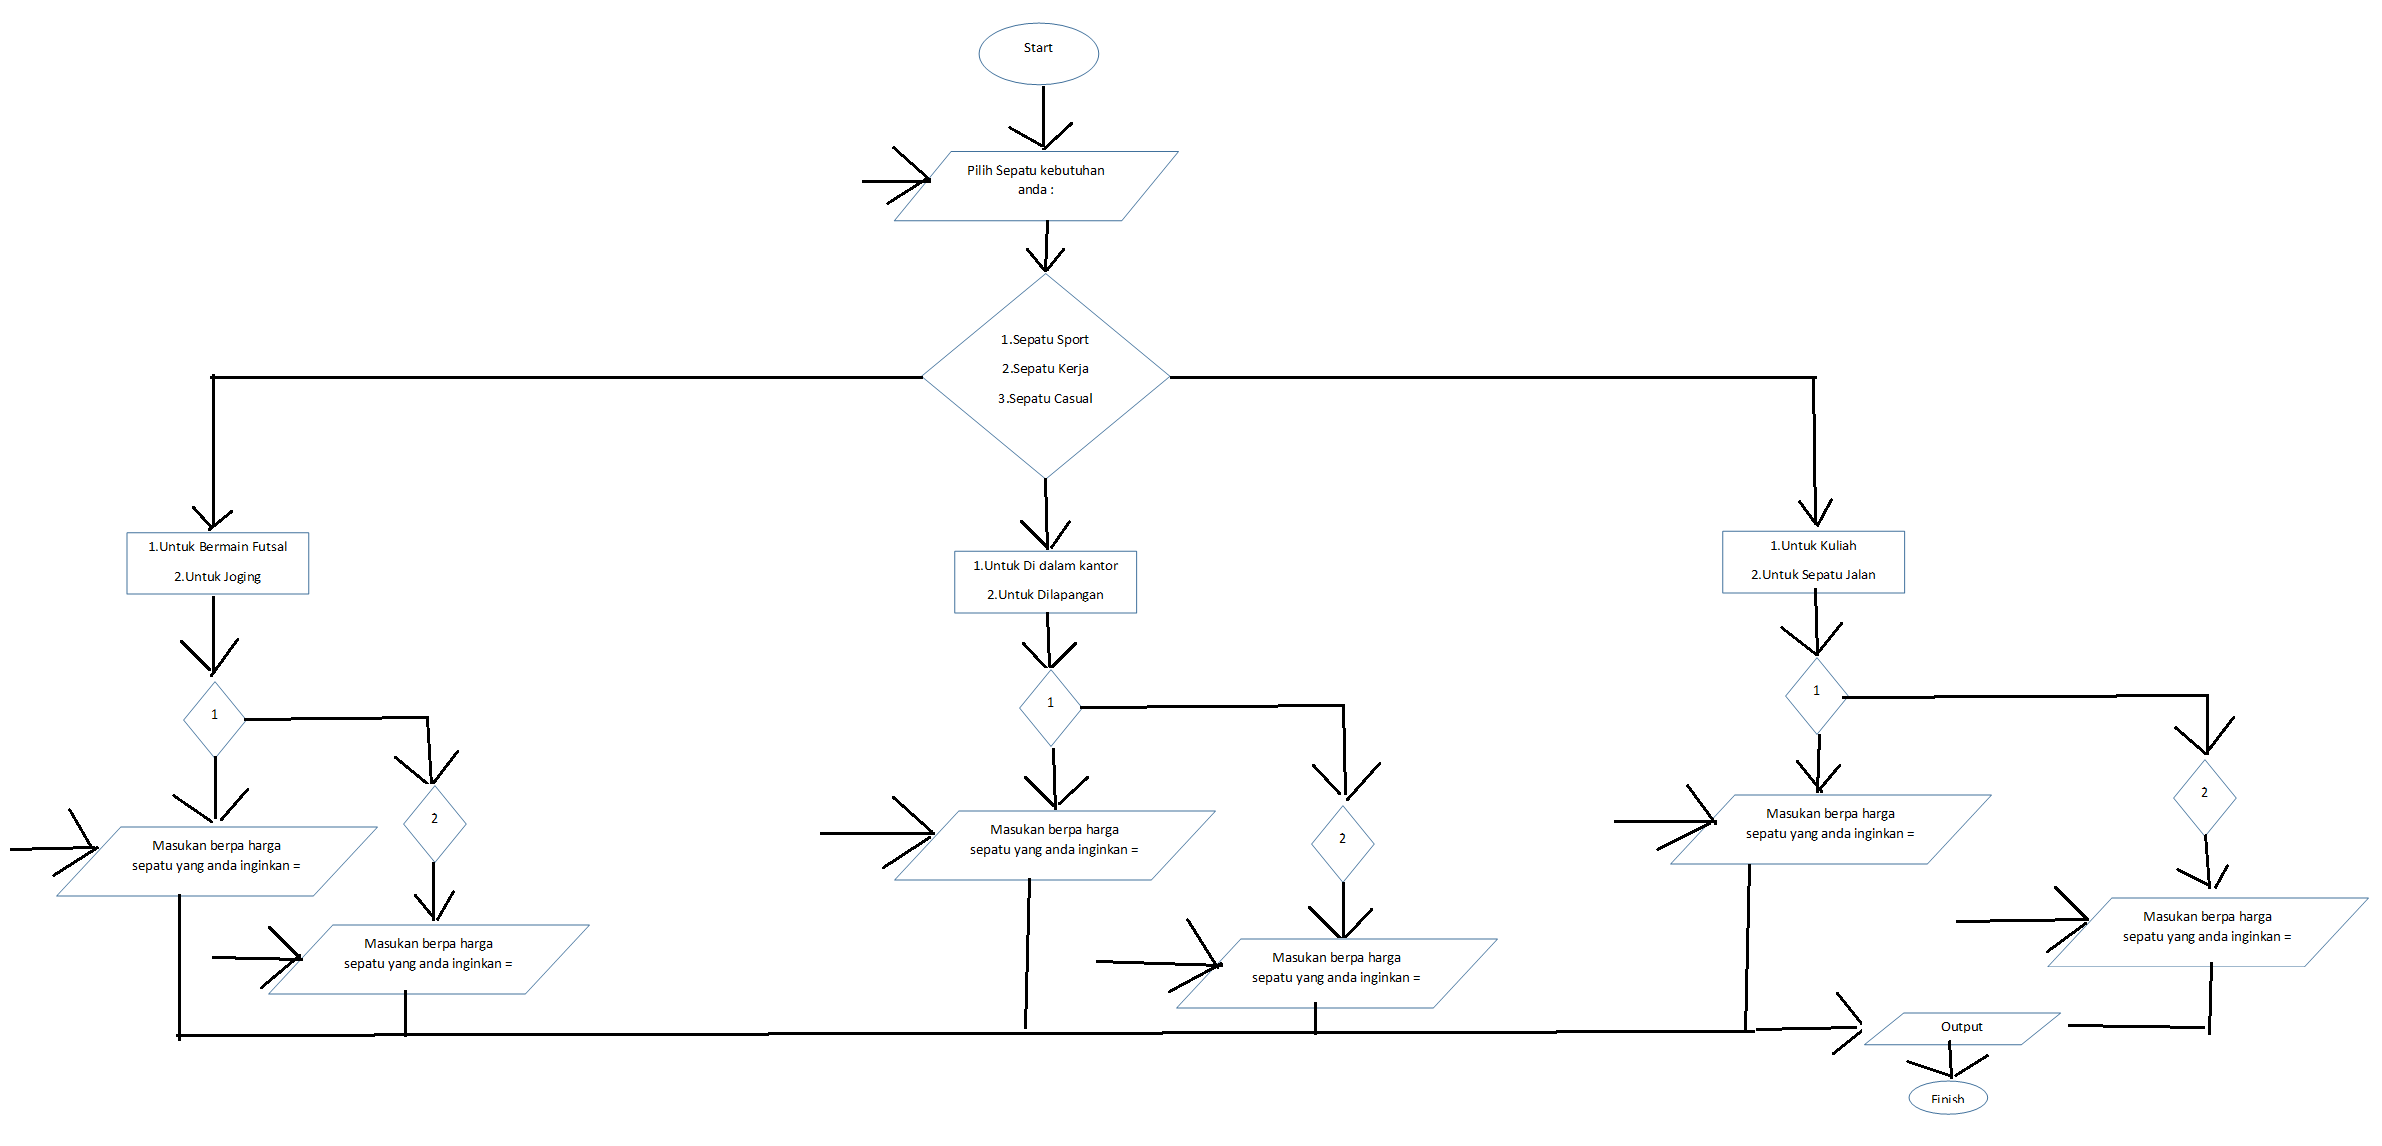 Start
Pilih Sepatu kebutuhan
anda :
1.Sepatu Sport
2.Sepatu Kerja
3.Sepatu Casual
1.Untuk Bermain Futsal
2.Untuk Joging
1.Untuk Di dalam kantor
2.Untuk Dilapangan
1.Untuk Kuliah
2.Untuk Sepatu Jalan
1
2
Masukan berpa harga
sepatu yang anda inginkan =
Masukan berpa harga
sepatu yang anda inginkan =
1
2
Masukan berpa harga
sepatu yang anda inginkan =
Masukan berpa harga
sepatu yang anda inginkan =
1
2
Masukan berpa harga
sepatu yang anda inginkan =
Masukan berpa harga
sepatu yang anda inginkan =
Output
Finish